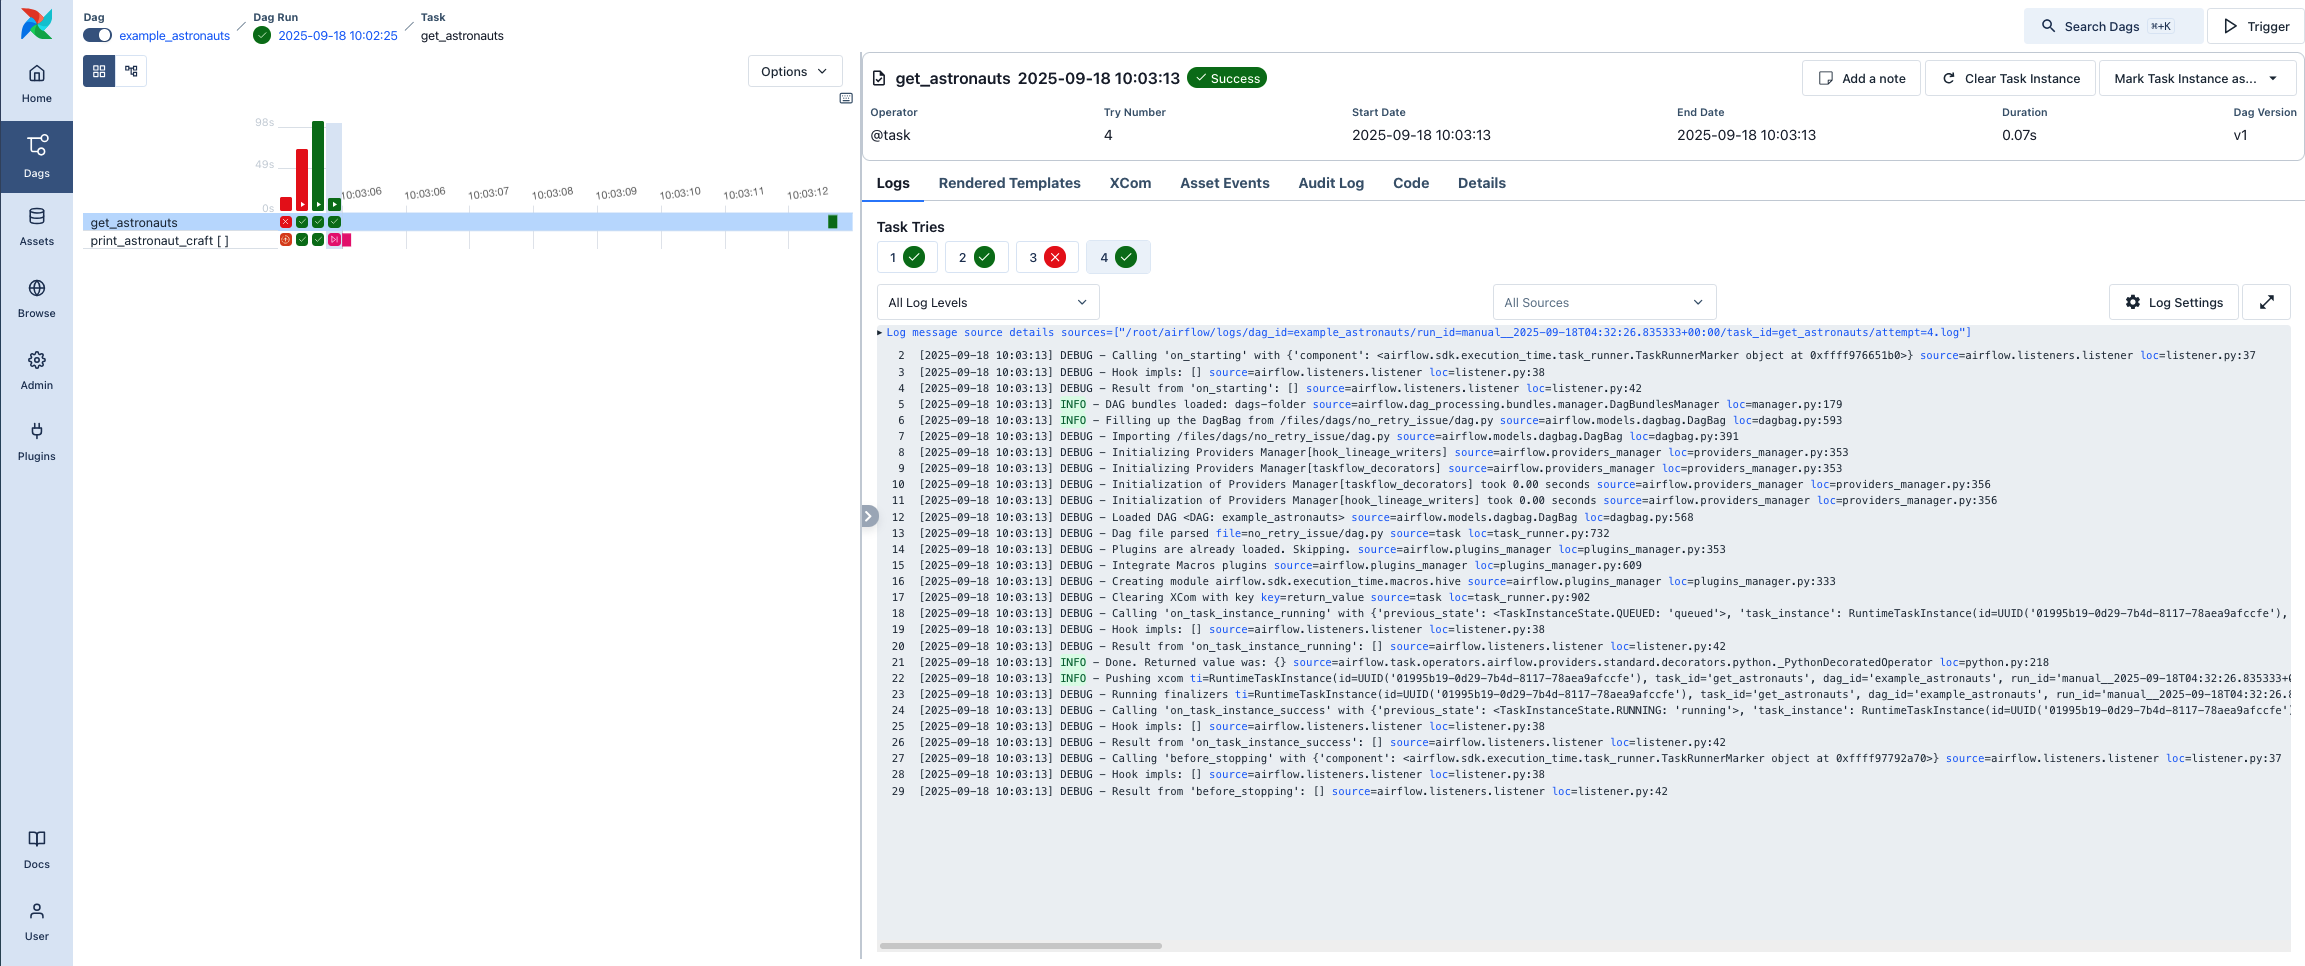 Dag
example_astronauts
Dag Run
2025-09-18 10:02:25
Task
get_astronauts
Search Dags ⌘+K
Trigger
Home
Dags
Assets
Browse
Admin
Plugins
Docs
User
Options
98s
49s
0s
10:03:06 10:03:06 10:03:07 10:03:08 10:03:09 10:03:10 10:03:11 10:03:12
get_astronauts
print_astronaut_craft [ ]
get_astronauts 2025-09-18 10:03:13 Success
Add a note
Clear Task Instance
Mark Task Instance as...
Operator Try Number Start Date End Date Duration Dag Version
@task 4 2025-09-18 10:03:13 2025-09-18 10:03:13 0.07s v1
Logs Rendered Templates XCom Asset Events Audit Log Code Details
Task Tries
1 2 3 4
All Log Levels All Sources Log Settings
Log message source details sources=["/root/airflow/logs/dag_id=example_astronauts/run_id=manual__2025-09-18T04:32:26.835333+00:00/task_id=get_astronauts/attempt=4.log"]
2 [2025-09-18 10:03:13] DEBUG - Calling 'on_starting' with {'component': <airflow.sdk.execution_time.task_runner.TaskRunnerMarker object at 0xffff976651b0>} source=airflow.listeners.listener loc=listener.py:37
3 [2025-09-18 10:03:13] DEBUG - Hook impls: [] source=airflow.listeners.listener loc=listener.py:38
4 [2025-09-18 10:03:13] DEBUG - Result from 'on_starting': [] source=airflow.listeners.listener loc=listener.py:42
5 [2025-09-18 10:03:13] INFO - DAG bundles loaded: dags-folder source=airflow.dag_processing.bundles.manager.DagBundlesManager loc=manager.py:179
6 [2025-09-18 10:03:13] INFO - Filling up the DagBag from /files/dags/no_retry_issue/dag.py source=airflow.models.dagbag.DagBag loc=dagbag.py:593
7 [2025-09-18 10:03:13] DEBUG - Importing /files/dags/no_retry_issue/dag.py source=airflow.models.dagbag.DagBag loc=dagbag.py:391
8 [2025-09-18 10:03:13] DEBUG - Initializing Providers Manager[hook_lineage_writers] source=airflow.providers_manager loc=providers_manager.py:353
9 [2025-09-18 10:03:13] DEBUG - Initializing Providers Manager[taskflow_decorators] source=airflow.providers_manager loc=providers_manager.py:353
10 [2025-09-18 10:03:13] DEBUG - Initialization of Providers Manager[taskflow_decorators] took 0.00 seconds source=airflow.providers_manager loc=providers_manager.py:356
11 [2025-09-18 10:03:13] DEBUG - Initialization of Providers Manager[hook_lineage_writers] took 0.00 seconds source=airflow.providers_manager loc=providers_manager.py:356
12 [2025-09-18 10:03:13] DEBUG - Loaded DAG <DAG: example_astronauts> source=airflow.models.dagbag.DagBag loc=dagbag.py:568
13 [2025-09-18 10:03:13] DEBUG - Dag file parsed file=no_retry_issue/dag.py source=task loc=task_runner.py:732
14 [2025-09-18 10:03:13] DEBUG - Plugins are already loaded. Skipping. source=airflow.plugins_manager loc=plugins_manager.py:353
15 [2025-09-18 10:03:13] DEBUG - Integrate Macros plugins source=airflow.plugins_manager loc=plugins_manager.py:609
16 [2025-09-18 10:03:13] DEBUG - Creating module airflow.sdk.execution_time.macros.hive source=airflow.plugins_manager loc=plugins_manager.py:333
17 [2025-09-18 10:03:13] DEBUG - Clearing XCom with key key=return_value source=task loc=task_runner.py:902
18 [2025-09-18 10:03:13] DEBUG - Calling 'on_task_instance_running' with {'previous_state': <TaskInstanceState.QUEUED: 'queued'>, 'task_instance': RuntimeTaskInstance(id=UUID('01995b19-0d29-7b4d-8117-78aea9afccfe'),
19 [2025-09-18 10:03:13] DEBUG - Hook impls: [] source=airflow.listeners.listener loc=listener.py:38
20 [2025-09-18 10:03:13] DEBUG - Result from 'on_task_instance_running': [] source=airflow.listeners.listener loc=listener.py:42
21 [2025-09-18 10:03:13] INFO - Done. Returned value was: {} source=airflow.task.operators.airflow.providers.standard.decorators.python._PythonDecoratedOperator loc=python.py:218
22 [2025-09-18 10:03:13] INFO - Pushing xcom ti=RuntimeTaskInstance(id=UUID('01995b19-0d29-7b4d-8117-78aea9afccfe'), task_id='get_astronauts', dag_id='example_astronauts', run_id='manual__2025-09-18T04:32:26.835333+
23 [2025-09-18 10:03:13] DEBUG - Running finalizers ti=RuntimeTaskInstance(id=UUID('01995b19-0d29-7b4d-8117-78aea9afccfe'), task_id='get_astronauts', dag_id='example_astronauts', run_id='manual__2025-09-18T04:32:26.8
24 [2025-09-18 10:03:13] DEBUG - Calling 'on_task_instance_success' with {'previous_state': <TaskInstanceState.RUNNING: 'running'>, 'task_instance': RuntimeTaskInstance(id=UUID('01995b19-0d29-7b4d-8117-78aea9afccfe')
25 [2025-09-18 10:03:13] DEBUG - Hook impls: [] source=airflow.listeners.listener loc=listener.py:38
26 [2025-09-18 10:03:13] DEBUG - Result from 'on_task_instance_success': [] source=airflow.listeners.listener loc=listener.py:42
27 [2025-09-18 10:03:13] DEBUG - Calling 'before_stopping' with {'component': <airflow.sdk.execution_time.task_runner.TaskRunnerMarker object at 0xffff97792a70>} source=airflow.listeners.listener loc=listener.py:37
28 [2025-09-18 10:03:13] DEBUG - Hook impls: [] source=airflow.listeners.listener loc=listener.py:38
29 [2025-09-18 10:03:13] DEBUG - Result from 'before_stopping': [] source=airflow.listeners.listener loc=listener.py:42